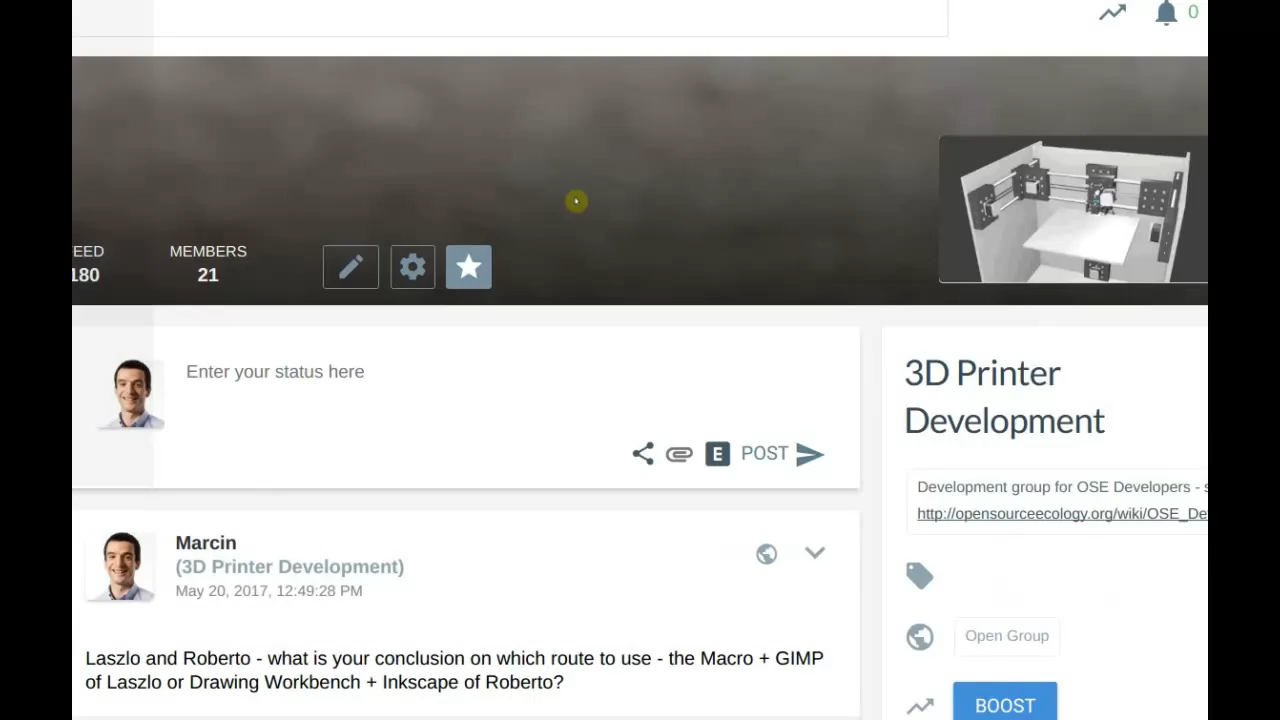 0
EED
180
MEMBERS
21
Enter your status here
E
POST
3D Printer
Development
Development group for OSE Developers - s
http://opensourceecology.org/wiki/OSE_De
Marcin
(3D Printer Development)
May 20, 2017, 12:49:28 PM
Open Group
Laszlo and Roberto - what is your conclusion on which route to use - the Macro + GIMP
of Laszlo or Drawing Workbench + Inkscape of Roberto?
BOOST